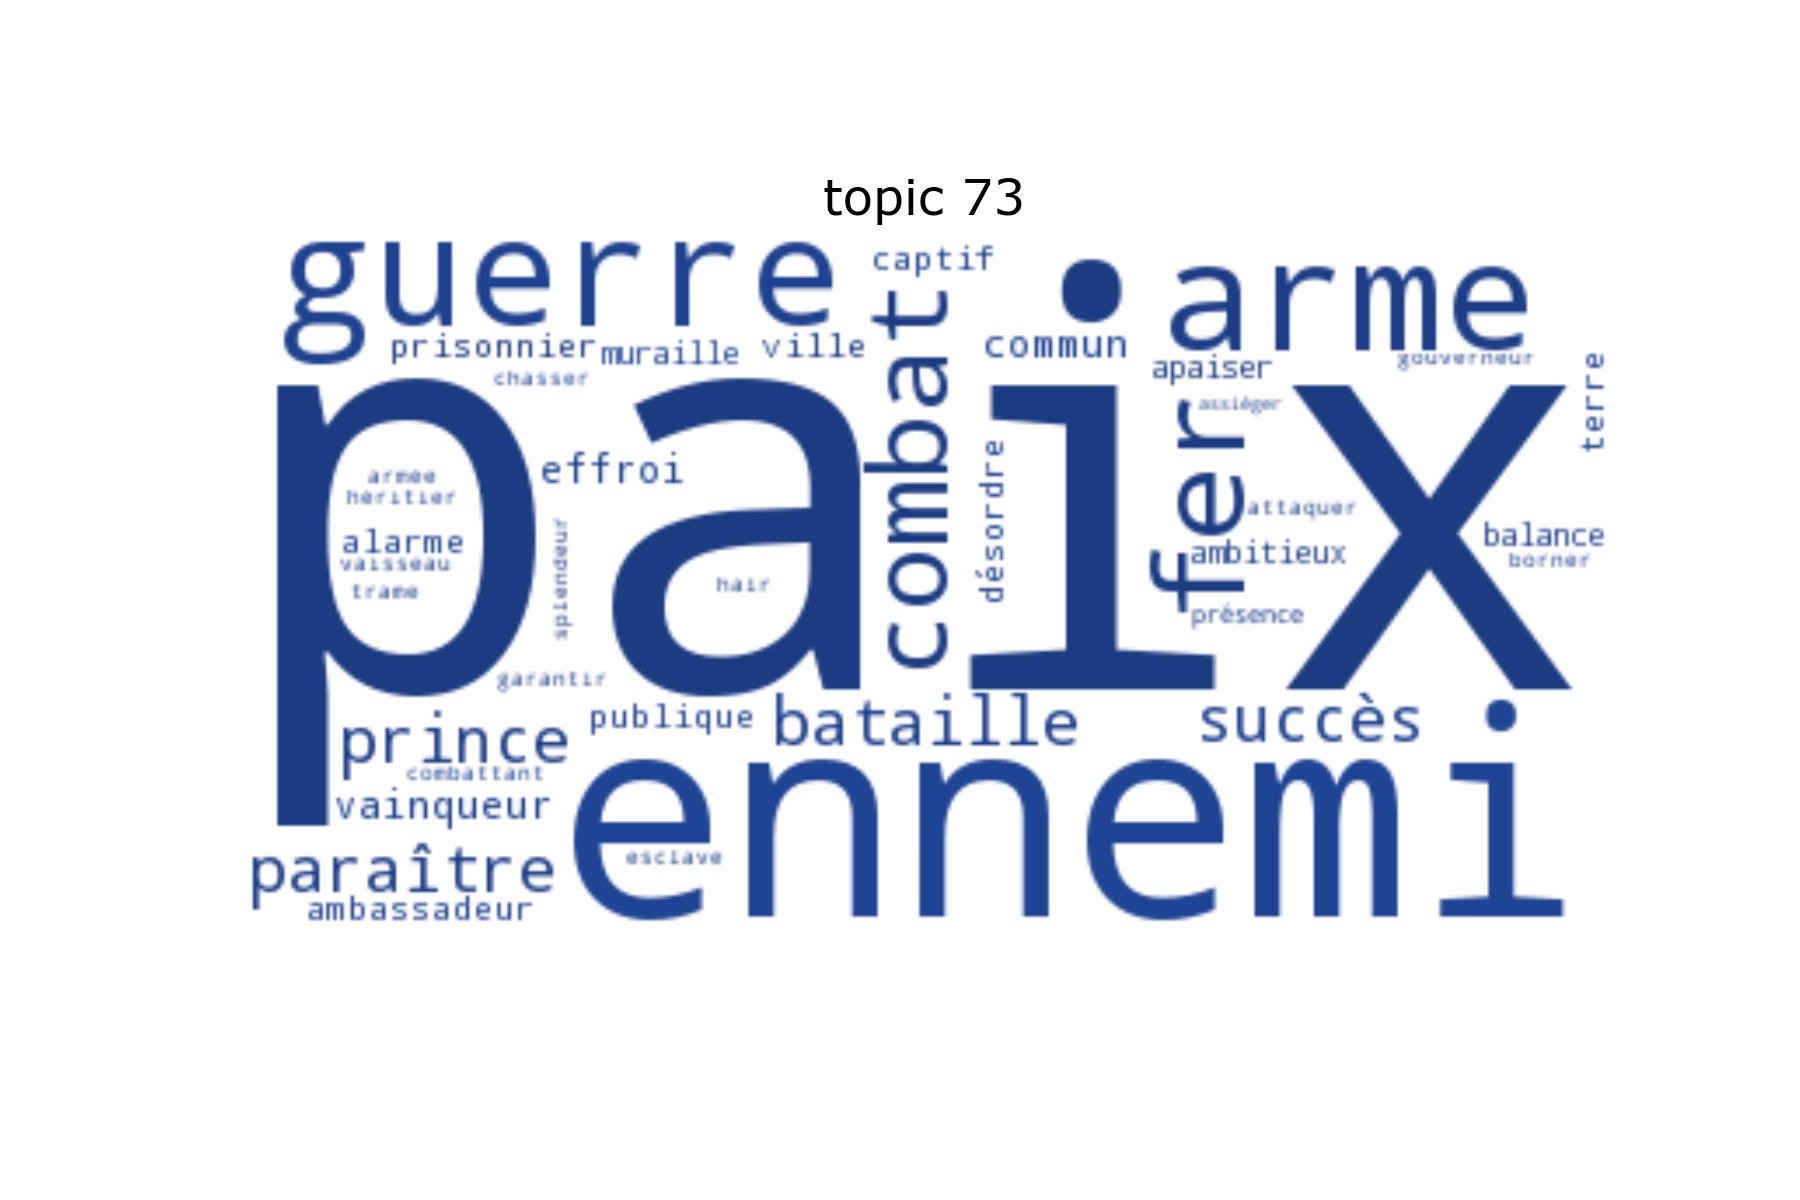 topic 73
guerre
captif
arme
prisonnier
muraille
ville
combat
commun
apaiser
gouverneur
terre
chasser
paix
assiéger
fer
armée
héritier
effroi
désordre
attaquer
alarme
vaisseau
trame
splendeur
hair
ambitieux
balance
borner
présence
garantir
prince
publique
bataille
succès
combattant
vainqueur
ennemi
paraître
esclave
ambassadeur